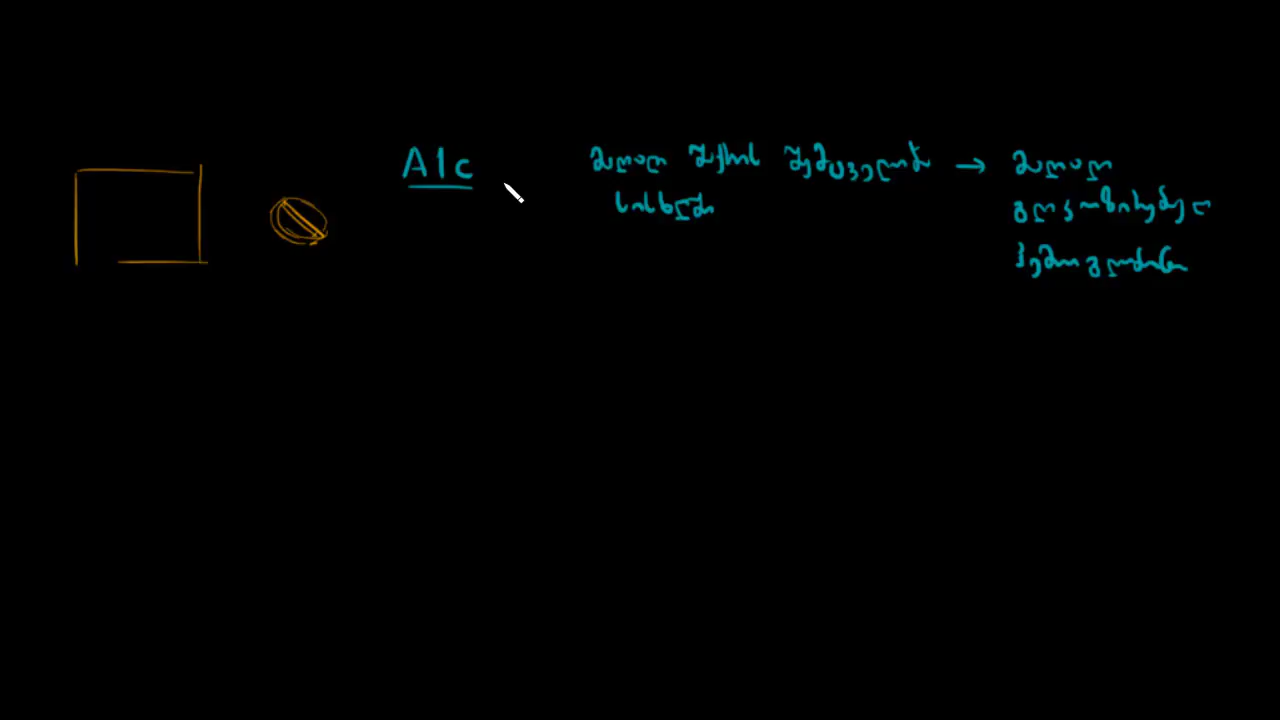 A1c
მაღალი შაქრის შემცველობა → მაღალი
სისხლში
გლიკოზირებული
ჰემოგლობინი